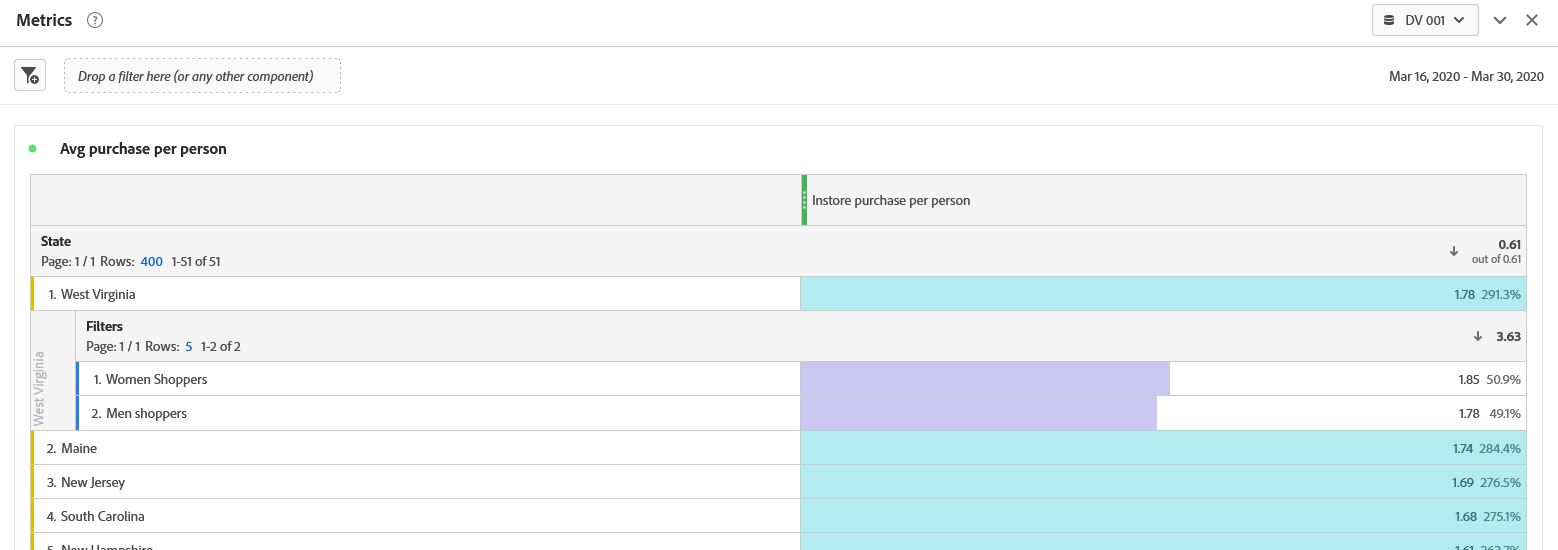 Metrics ?
DV 001
Drop a filter here (or any other component)
Mar 16, 2020 - Mar 30, 2020
Avg purchase per person
Instore purchase per person
State
Page: 1 / 1 Rows: 400 1-51 of 51
0.61
out of 0.61
1. West Virginia 1.78 291.3%
West Virginia
Filters
Page: 1 / 1 Rows: 5 1-2 of 2
3.63
1. Women Shoppers 1.85 50.9%
2. Men shoppers 1.78 49.1%
2. Maine 1.74 284.4%
3. New Jersey 1.69 276.5%
4. South Carolina 1.68 275.1%
5. New Hampshire 1.61 263.7%